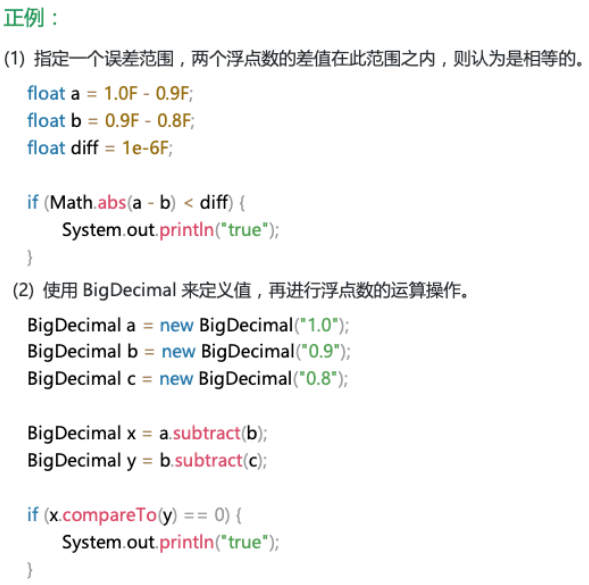 正例：
(1) 指定一个误差范围，两个浮点数的差值在此范围之内，则认为是相等的。
float a = 1.0F - 0.9F;
float b = 0.9F - 0.8F;
float diff = 1e-6F;
if (Math.abs(a - b) < diff) {
System.out.println("true");
}
(2) 使用 BigDecimal 来定义值，再进行浮点数的运算操作。
BigDecimal a = new BigDecimal("1.0");
BigDecimal b = new BigDecimal("0.9");
BigDecimal c = new BigDecimal("0.8");
BigDecimal x = a.subtract(b);
BigDecimal y = b.subtract(c);
if (x.compareTo(y) == 0) {
System.out.println("true");
}